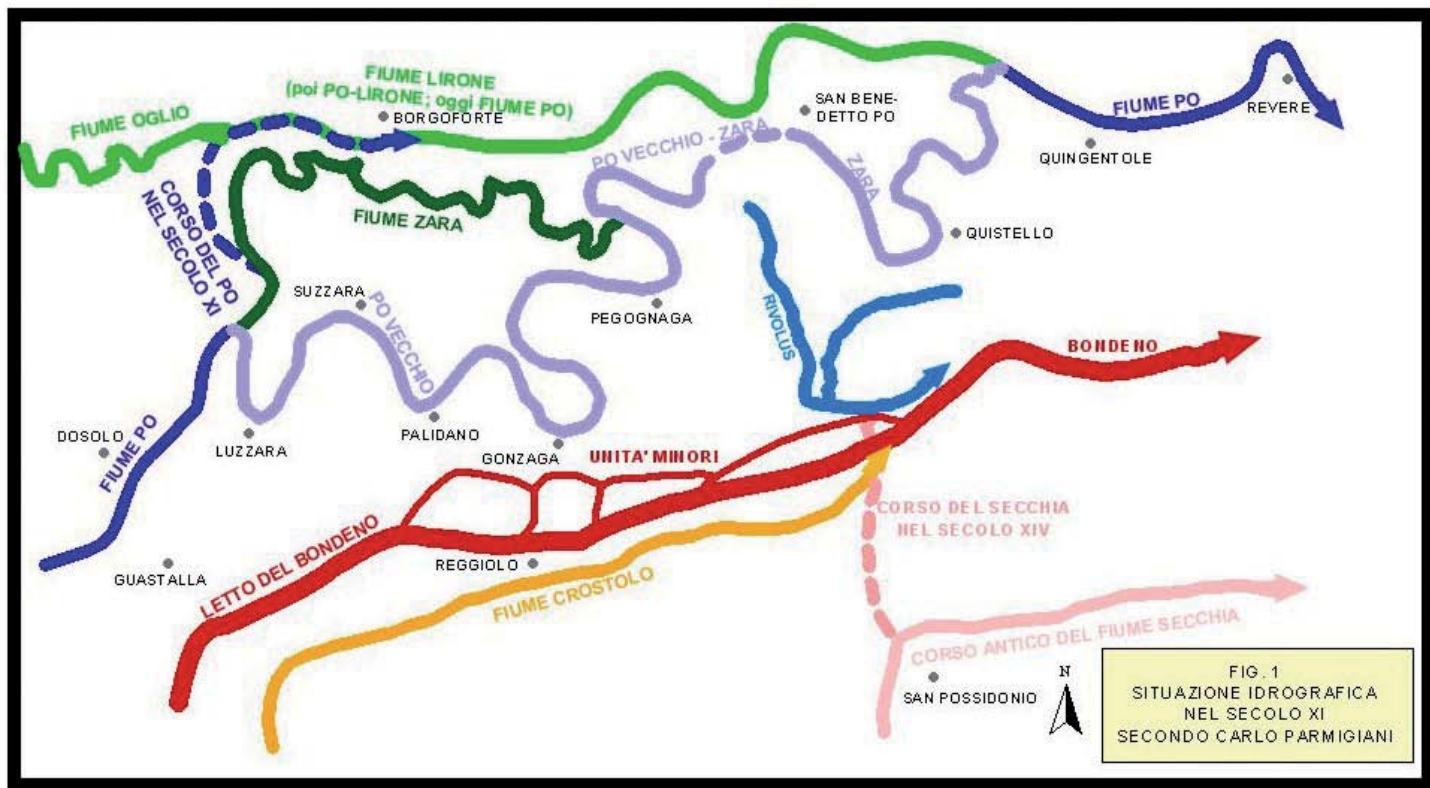 FIUME LIRONE
(poi PO-LIRONE; oggi FIUME PO)
BORGOFORTE
FIUME OGLIO
SAN BENE-
DETTO PO
FIUME PO
REVERE
QUINGENTOLE
PO VECCHIO - ZARA
ZARA
CORSO DEL PO
NEL SECOLO XI
FIUME ZARA
QUISTELLO
SUZZARA
PO VECCHIO
PEGOGNAGA
RIVOLUS
BONDENO
DOSOLO
FIUME PO
LUZZARA
PALIDANO
GONZAGA
UNITA' MINORI
CORSO DEL SECCHIA
NEL SECOLO XIV
GUASTALLA
LETTO DEL BONDENO
REGGIOLO
FIUME CROSTOLO
CORSO ANTICO DEL FIUME SECCHIA
SAN POSSIDONIO
N
FIG. 1
SITUAZIONE IDROGRAFICA
NEL SECOLO XI
SECONDO CARLO PARMIGIANI